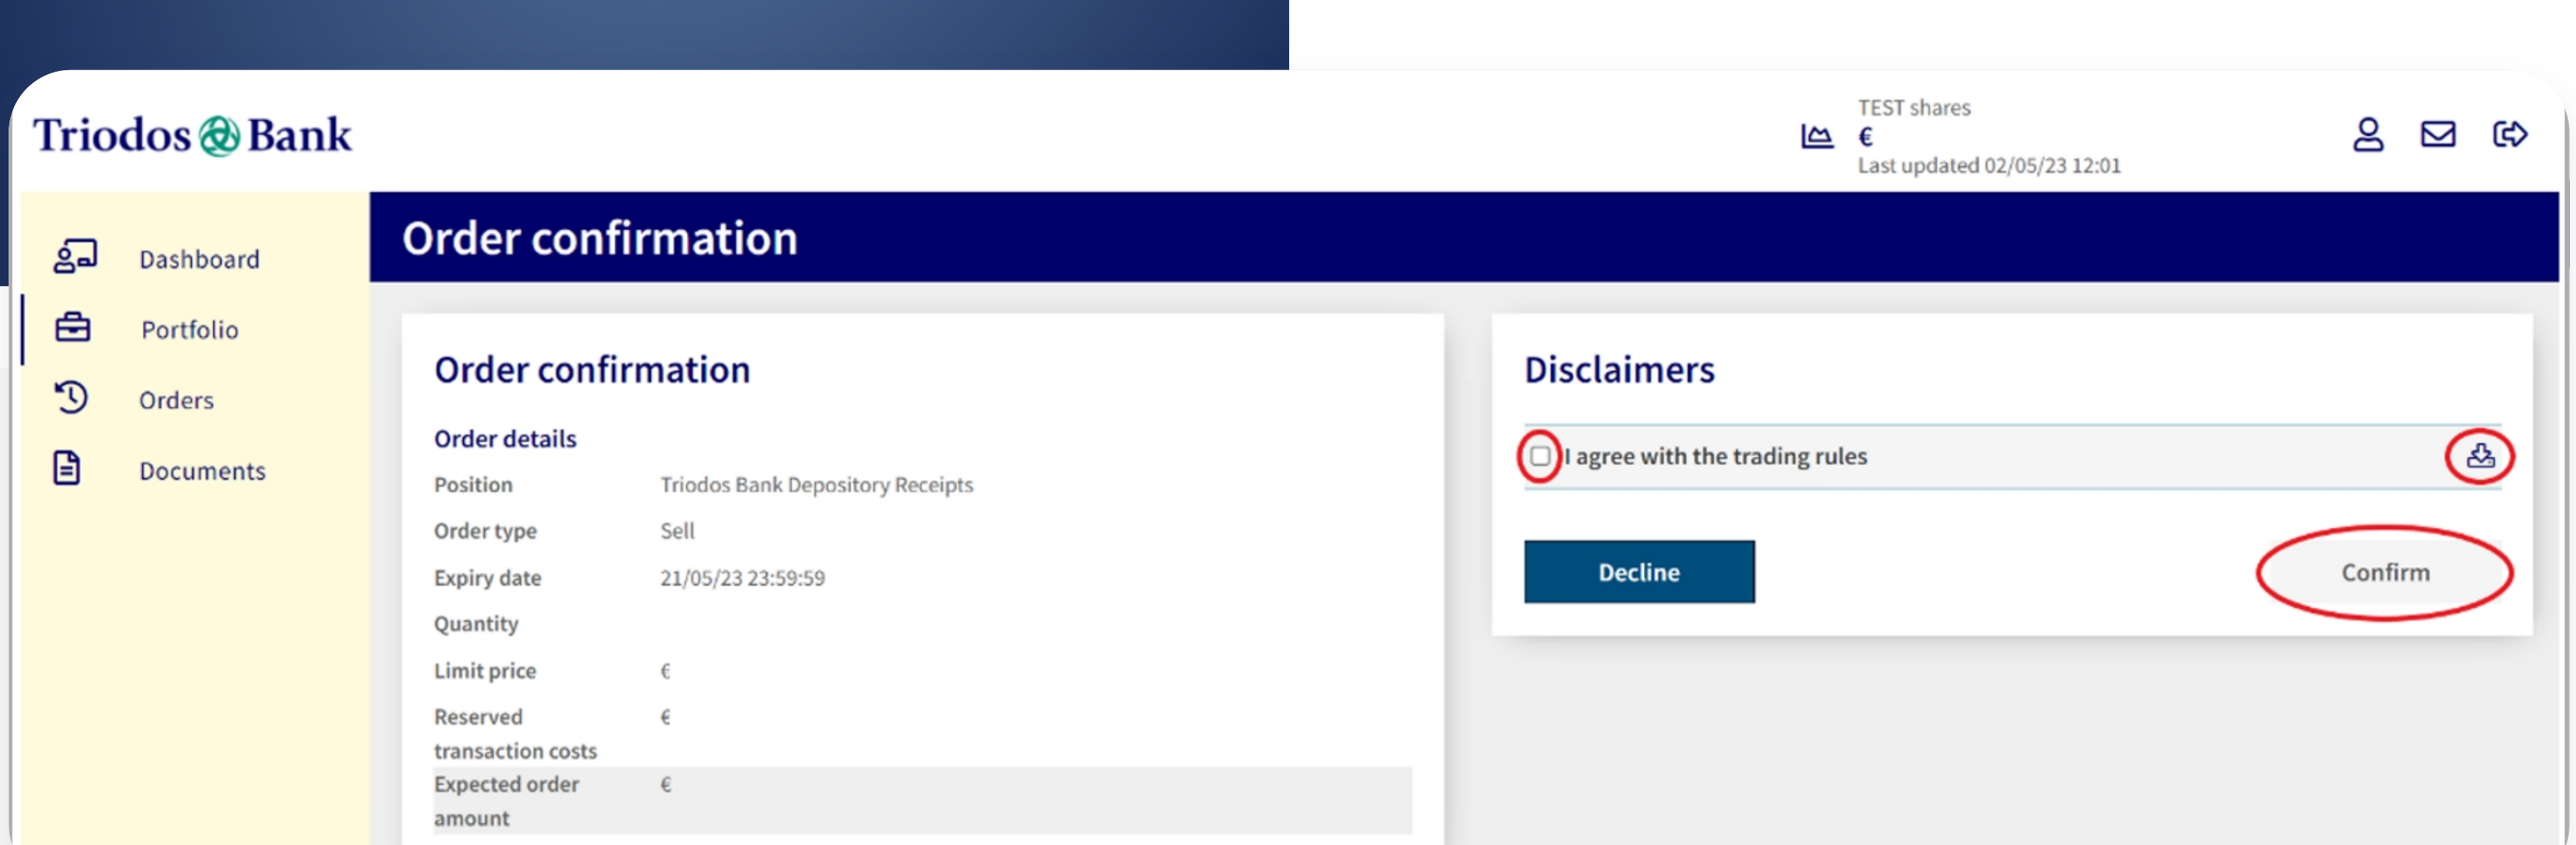 Triodos Bank
TEST shares
€
Last updated 02/05/23 12:01
Dashboard
Portfolio
Orders
Documents
Order confirmation
Order confirmation
Order details
Position Triodos Bank Depository Receipts
Order type Sell
Expiry date 21/05/23 23:59:59
Quantity
Limit price €
Reserved €
transaction costs
Expected order €
amount
Disclaimers
I agree with the trading rules
Decline
Confirm